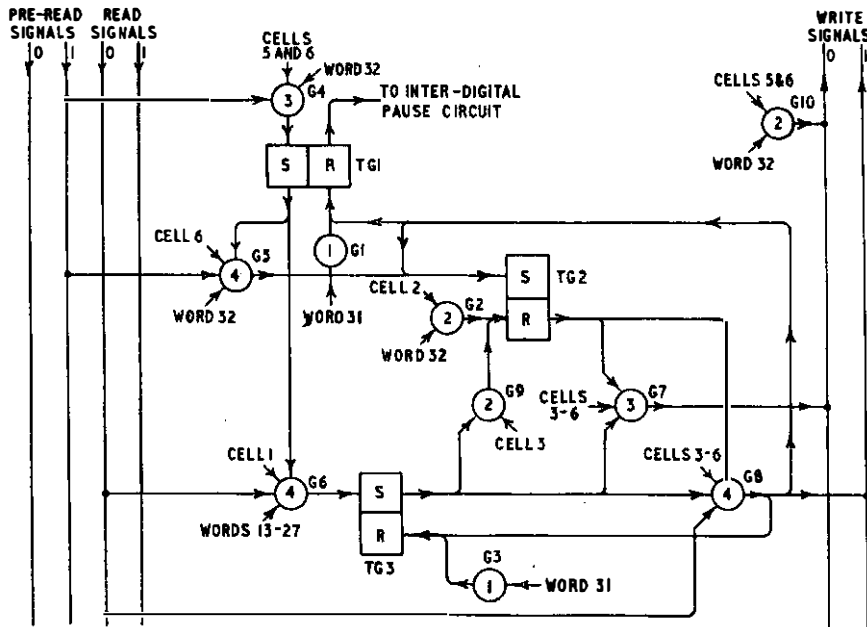 PRE-READ SIGNALS
0 1
READ SIGNALS
0 1
WRITE SIGNALS
0 1
CELLS 5 AND 6
WORD 32
3 G4
TO INTER-DIGITAL PAUSE CIRCUIT
CELLS 5&6
2 G10
WORD 32
S R TG1
CELL 6
4 G5
WORD 32
1 G1
WORD 31
S TG2
R
CELL 2
2 G2
WORD 32
2 G9
CELL 3
CELLS 3-6
3 G7
CELL 1
4 G6
WORDS 13-27
S
R
TG3
CELLS 3-6
4 G8
G3
1
WORD 31